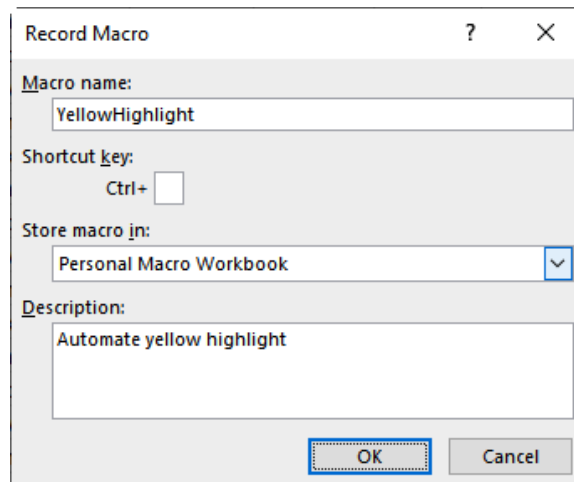 Record Macro ?
Macro name:
YellowHighlight
Shortcut key:
Ctrl+
Store macro in:
Personal Macro Workbook
Description:
Automate yellow highlight
OK Cancel